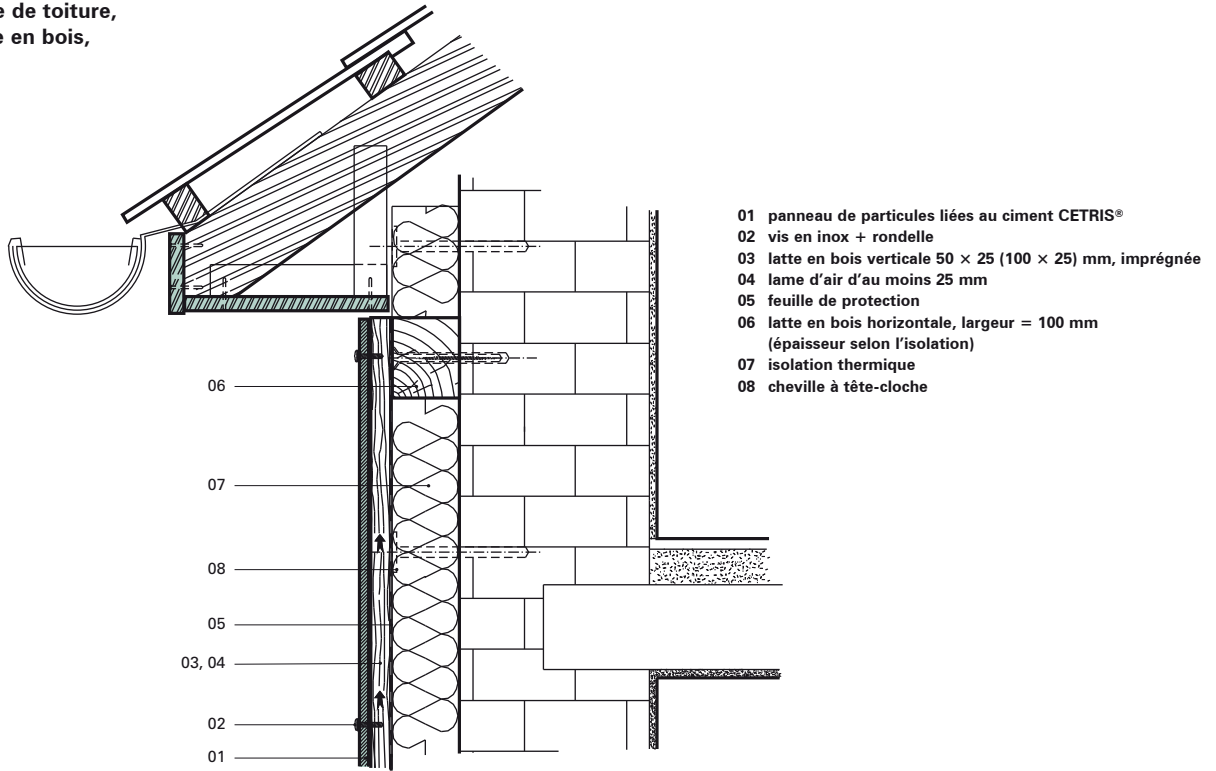 e de toiture,
e en bois,
01 panneau de particules liées au ciment CETRIS®
02 vis en inox + rondelle
03 latte en bois verticale 50 × 25 (100 × 25) mm, imprégnée
04 lame d'air d'au moins 25 mm
05 feuille de protection
06 latte en bois horizontale, largeur = 100 mm
(épaisseur selon l'isolation)
07 isolation thermique
08 cheville à tête-cloche
06
07
08
05
03, 04
02
01